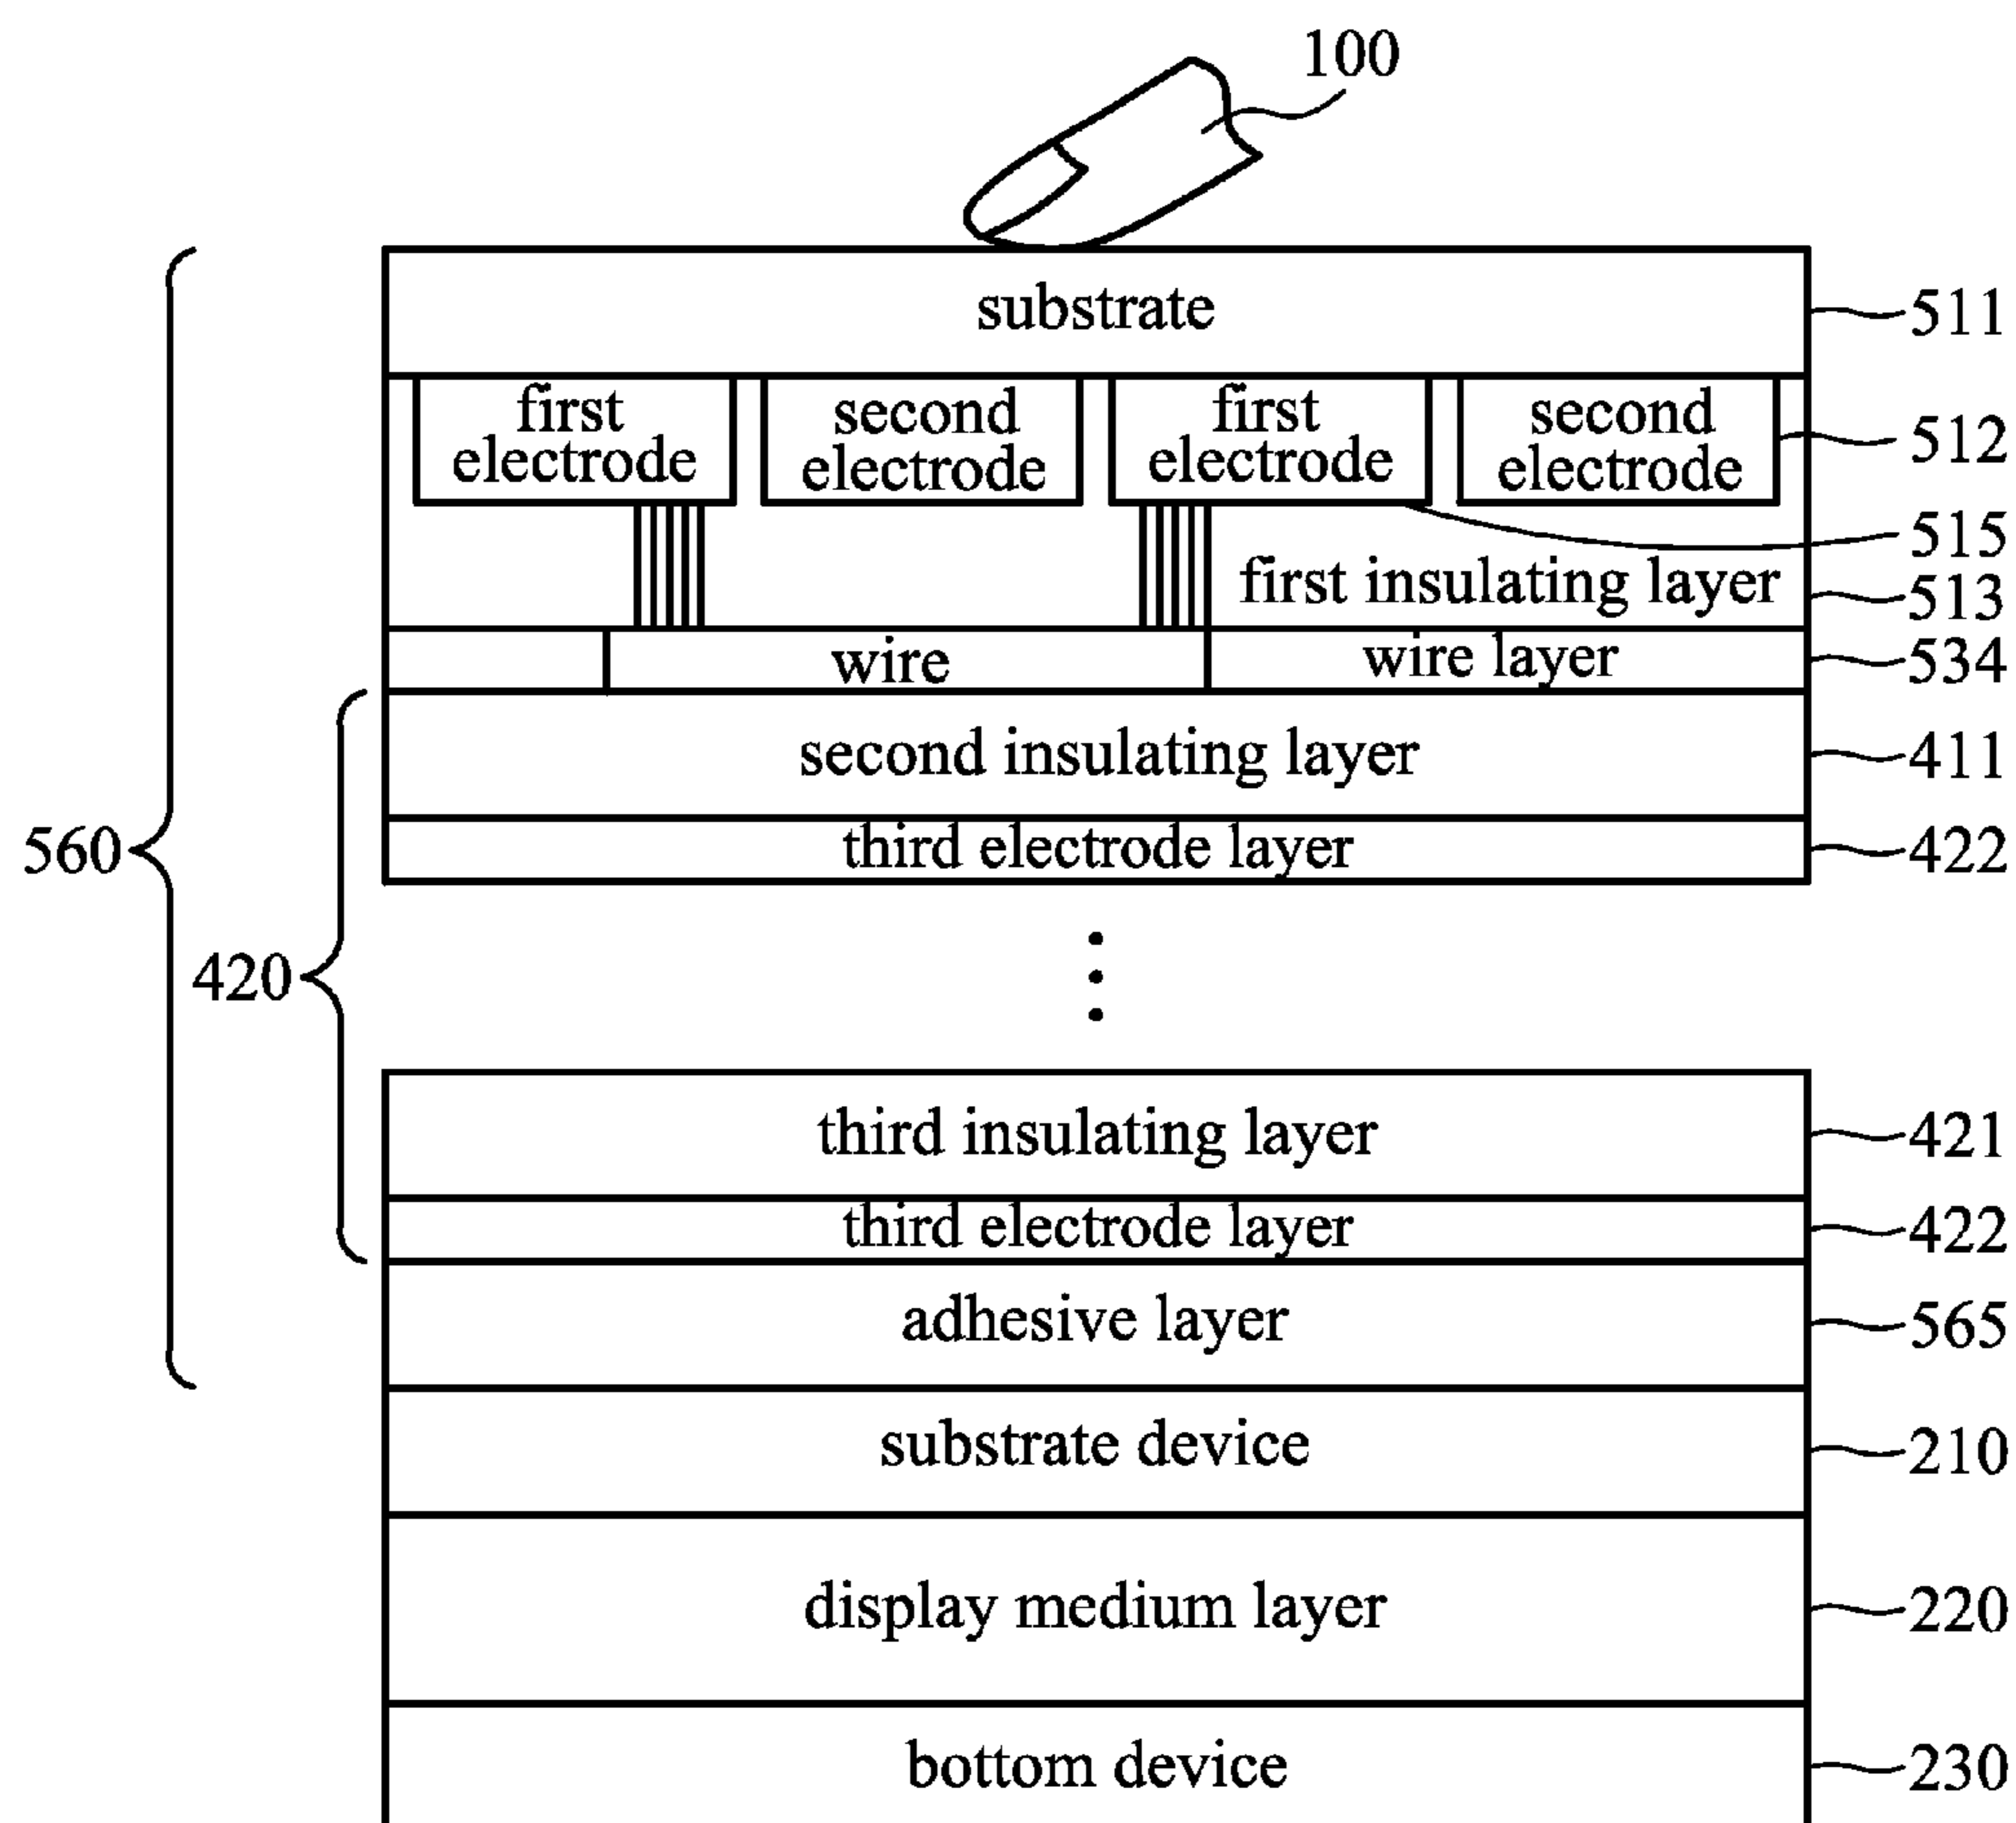 100
substrate
511
first
electrode
second
electrode
first
electrode
second
electrode
512
515
first insulating layer
513
wire
wire layer
534
second insulating layer
411
560
third electrode layer
422
420
third insulating layer
421
third electrode layer
422
adhesive layer
565
substrate device
210
display medium layer
220
bottom device
230